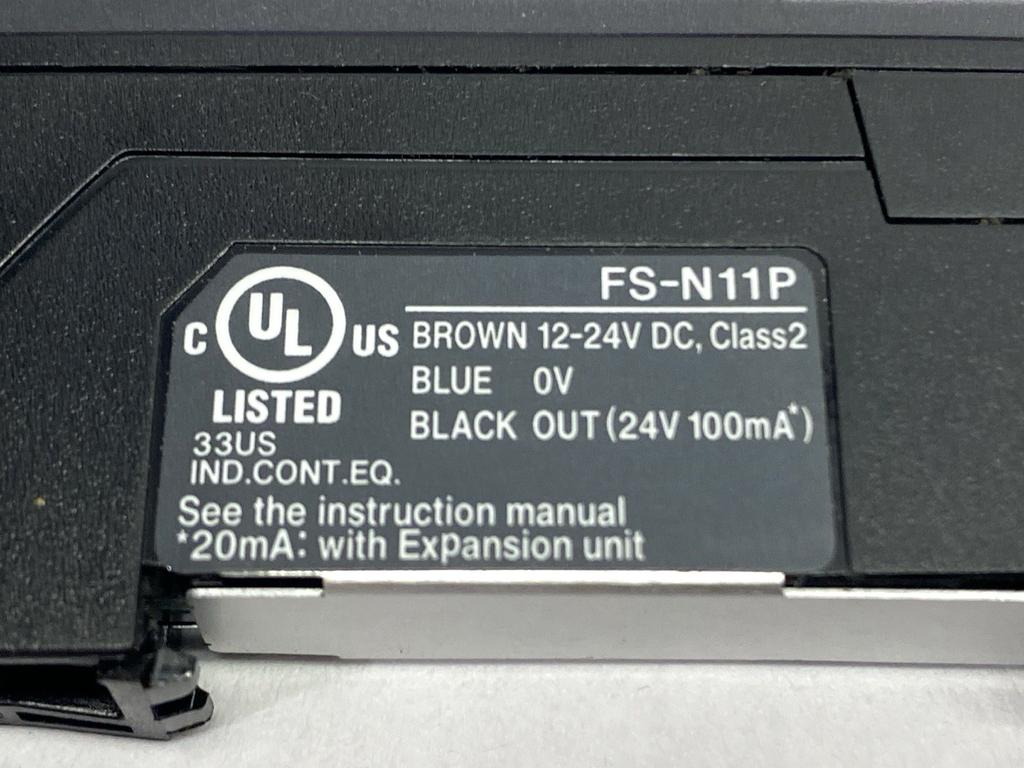 FS-N11P
C UL US
LISTED
33US
IND.CONT.EQ.
BROWN 12-24V DC, Class2
BLUE 0V
BLACK OUT (24V 100mA*)
See the instruction manual
*20mA: with Expansion unit